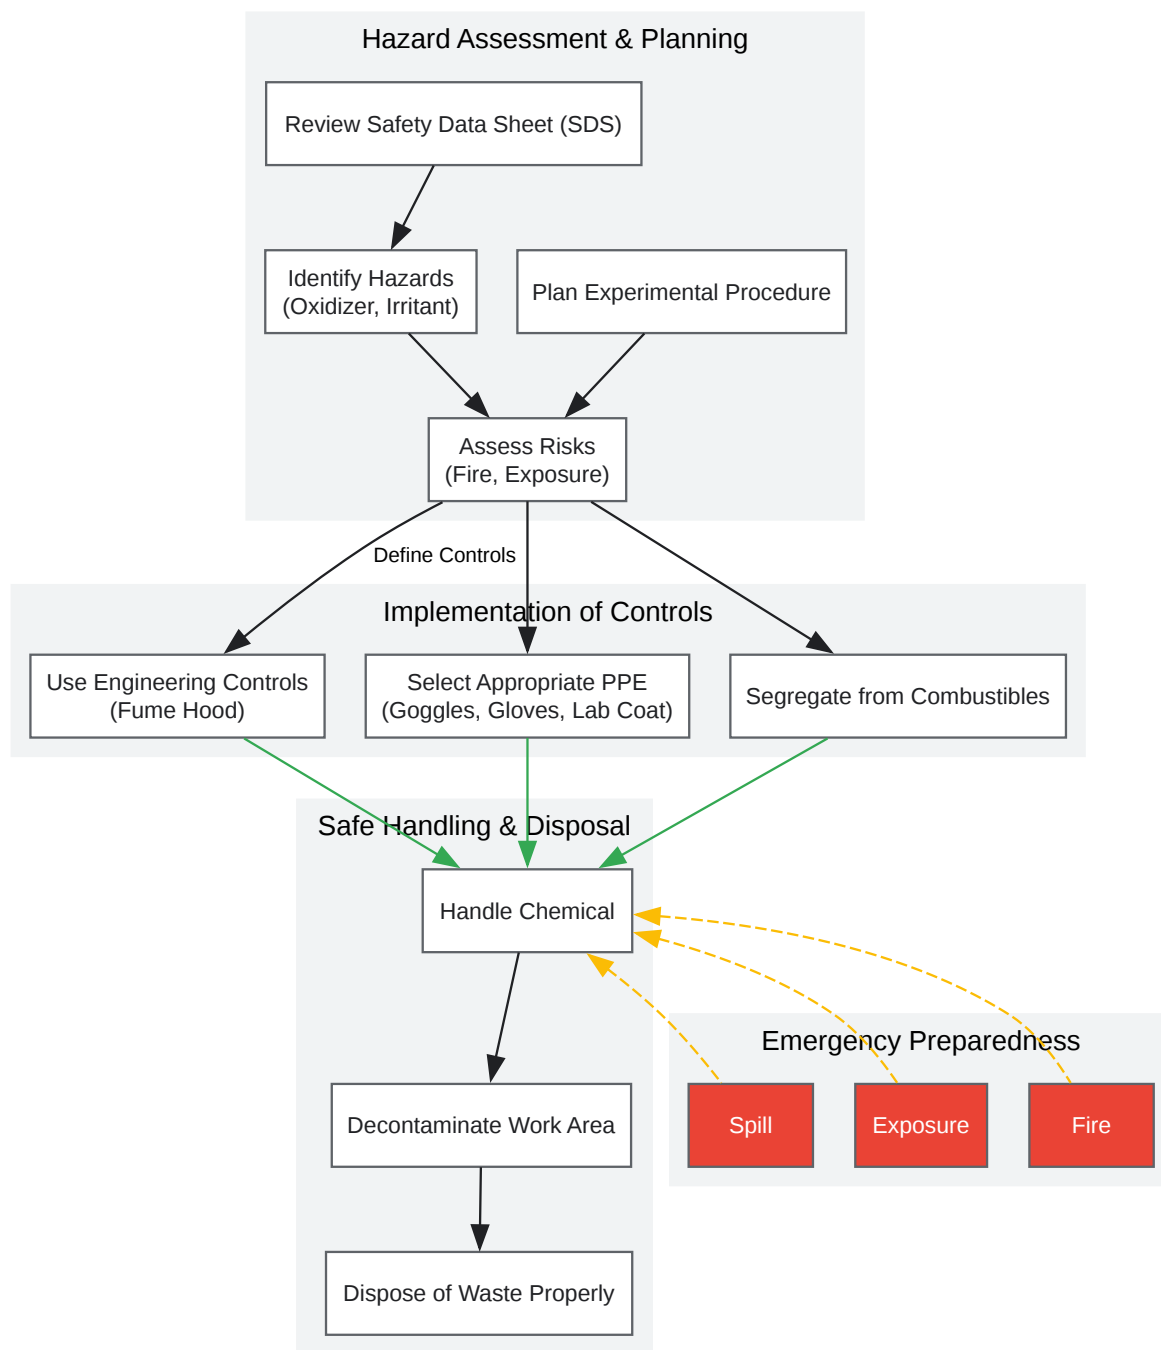 Hazard Assessment & Planning
Review Safety Data Sheet (SDS)
Identify Hazards
(Oxidizer, Irritant)
Plan Experimental Procedure
Assess Risks
(Fire, Exposure)
Define Controls
Implementation of Controls
Use Engineering Controls
(Fume Hood)
Select Appropriate PPE
(Goggles, Gloves, Lab Coat)
Segregate from Combustibles
Safe Handling & Disposal
Handle Chemical
Emergency Preparedness
Decontaminate Work Area
Spill
Exposure
Fire
Dispose of Waste Properly